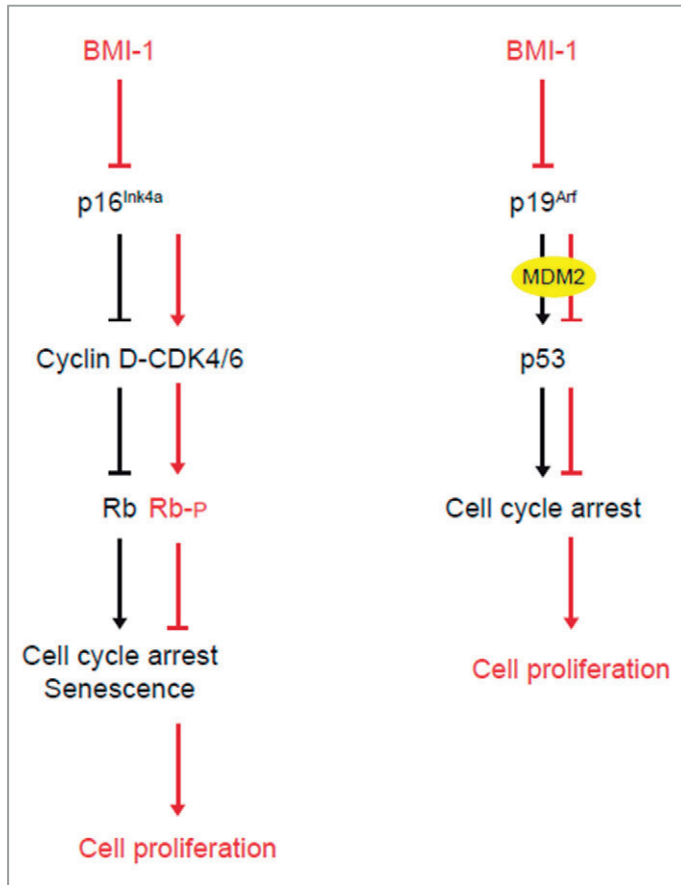 BMI-1
p16Ink4a
Cyclin D-CDK4/6
Rb Rb-P
Cell cycle arrest
Senescence
Cell proliferation
BMI-1
p19Arf
MDM2
p53
Cell cycle arrest
Cell proliferation